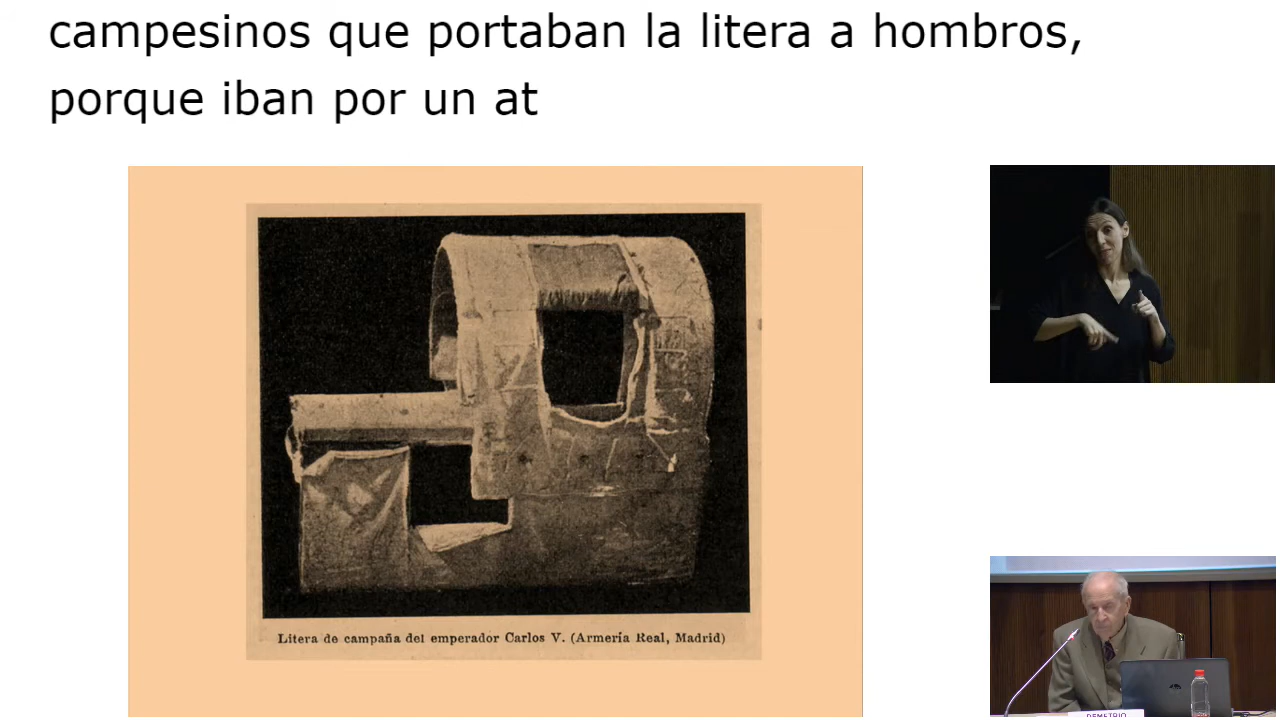 campesinos que portaban la litera a hombros,
porque iban por un at
Litera de campaña del emperador Carlos V. (Armería Real, Madrid)
DEMETRIO